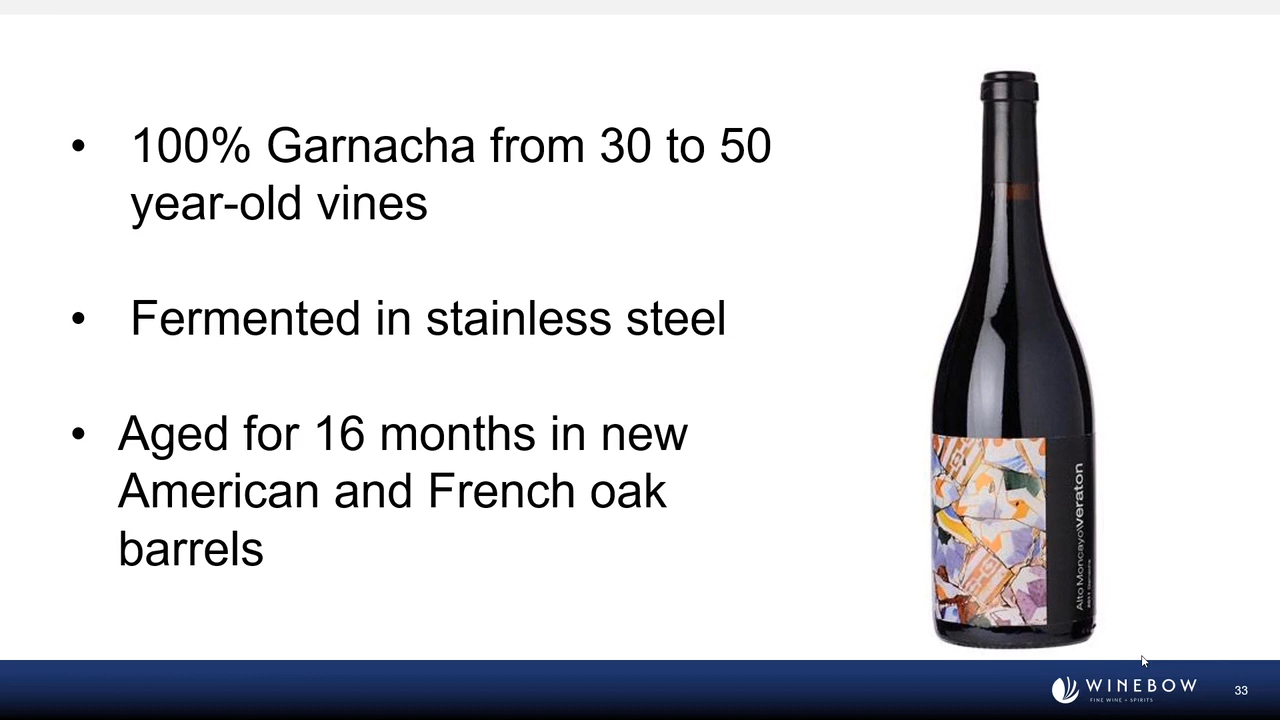 • 100% Garnacha from 30 to 50
year-old vines
• Fermented in stainless steel
• Aged for 16 months in new
American and French oak
barrels
Alto Moncayo Veraton
WINEBOW
FINE WINE + SPIRITS
33